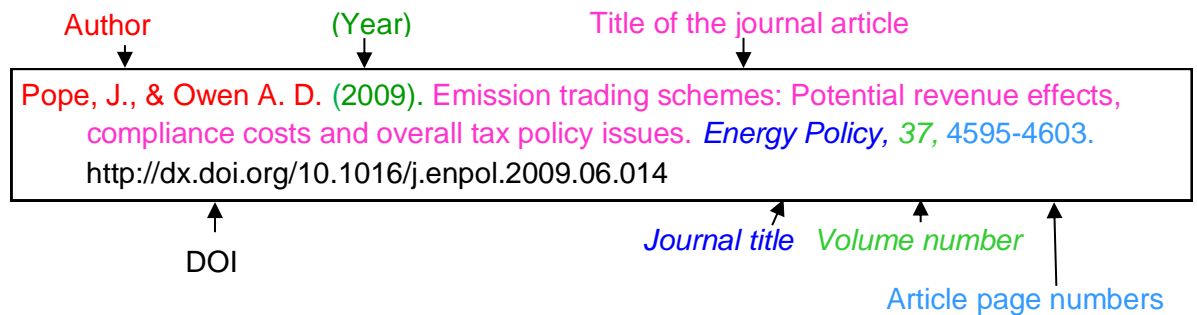 Author (Year) Title of the journal article
Pope, J., & Owen A. D. (2009). Emission trading schemes: Potential revenue effects,
compliance costs and overall tax policy issues. Energy Policy, 37, 4595-4603.
http://dx.doi.org/10.1016/j.enpol.2009.06.014
Journal title Volume number
DOI
Article page numbers